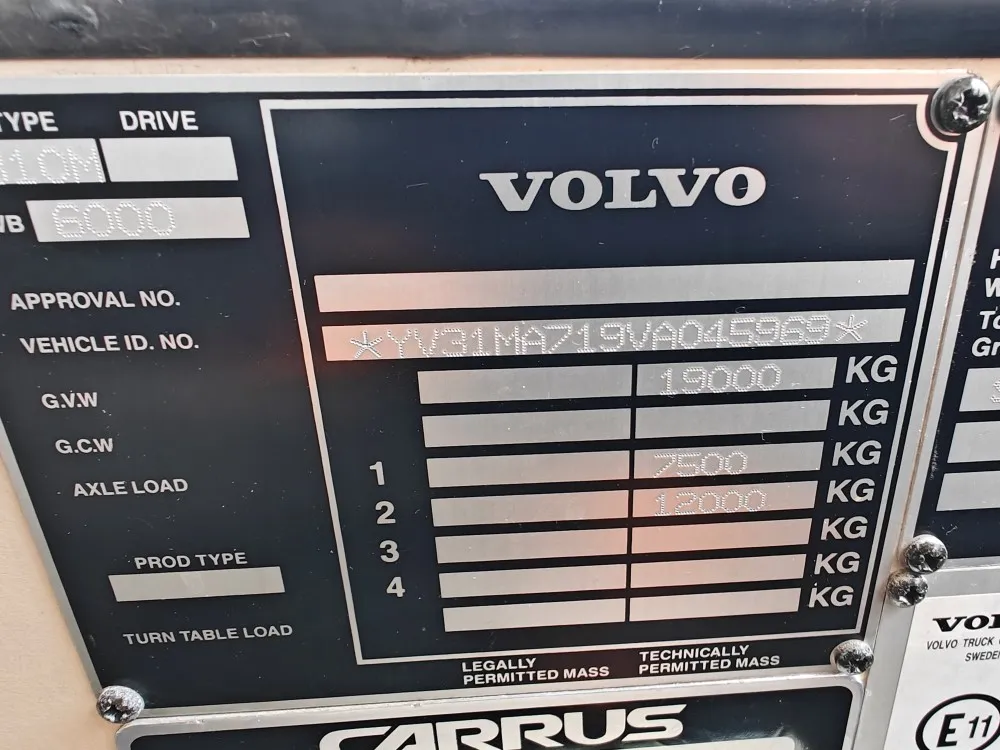 TYPE DRIVE
B10M
WB 6000
VOLVO
APPROVAL NO.
VEHICLE ID. NO. *YV31MA719VA045969*
G.V.W 19000 KG
G.C.W KG
AXLE LOAD 1 7500 KG
2 12000 KG
3 KG
4 KG
PROD TYPE
TURN TABLE LOAD KG
LEGALLY PERMITTED MASS
TECHNICALLY PERMITTED MASS
CARRUS
VOL
VOLVO TRUCK
SWEDEN
E11